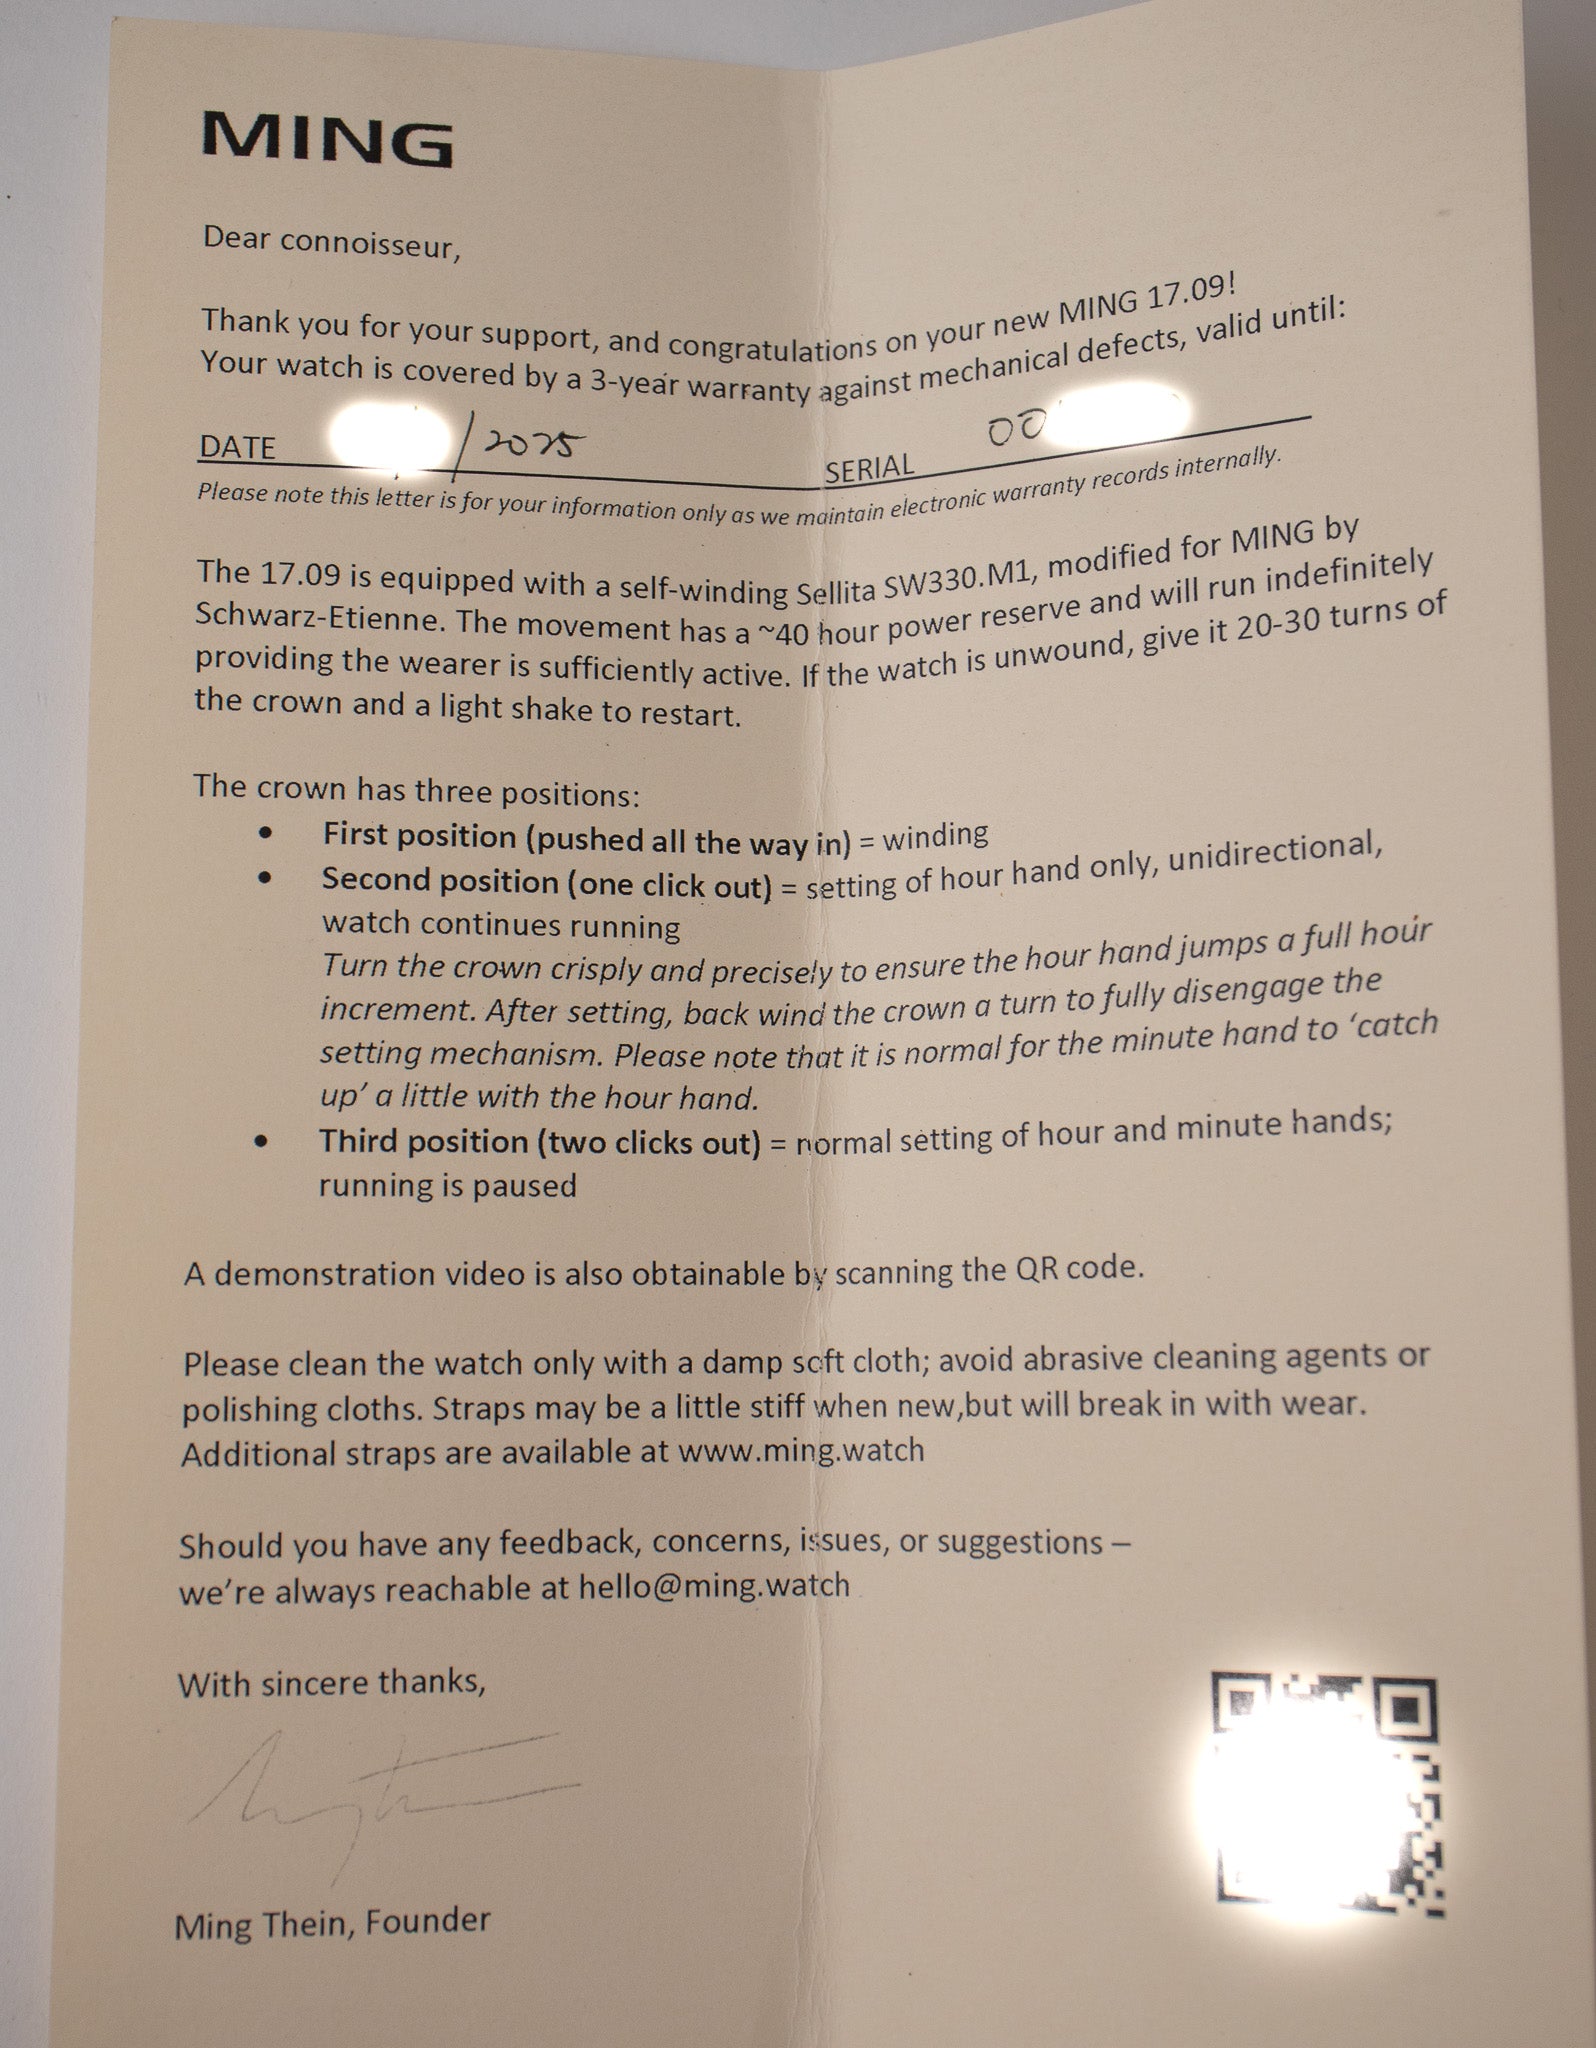 MING
Dear connoisseur,
Thank you for your support, and congratulations on your new MING 17.09!
Your watch is covered by a 3-year warranty against mechanical defects, valid until:
DATE /2025 SERIAL 00
Please note this letter is for your information only as we maintain electronic warranty records internally.
The 17.09 is equipped with a self-winding Sellita SW330.M1, modified for MING by
Schwarz-Etienne. The movement has a ~40 hour power reserve and will run indefinitely
providing the wearer is sufficiently active. If the watch is unwound, give it 20-30 turns of
the crown and a light shake to restart.
The crown has three positions:
• First position (pushed all the way in) = winding
• Second position (one click out) = setting of hour hand only, unidirectional,
watch continues running
Turn the crown crisply and precisely to ensure the hour hand jumps a full hour
increment. After setting, back wind the crown a turn to fully disengage the
setting mechanism. Please note that it is normal for the minute hand to ‘catch
up’ a little with the hour hand.
• Third position (two clicks out) = normal setting of hour and minute hands;
running is paused
A demonstration video is also obtainable by scanning the QR code.
Please clean the watch only with a damp soft cloth; avoid abrasive cleaning agents or
polishing cloths. Straps may be a little stiff when new,but will break in with wear.
Additional straps are available at www.ming.watch
Should you have any feedback, concerns, issues, or suggestions –
we’re always reachable at hello@ming.watch
With sincere thanks,
Ming Thein, Founder